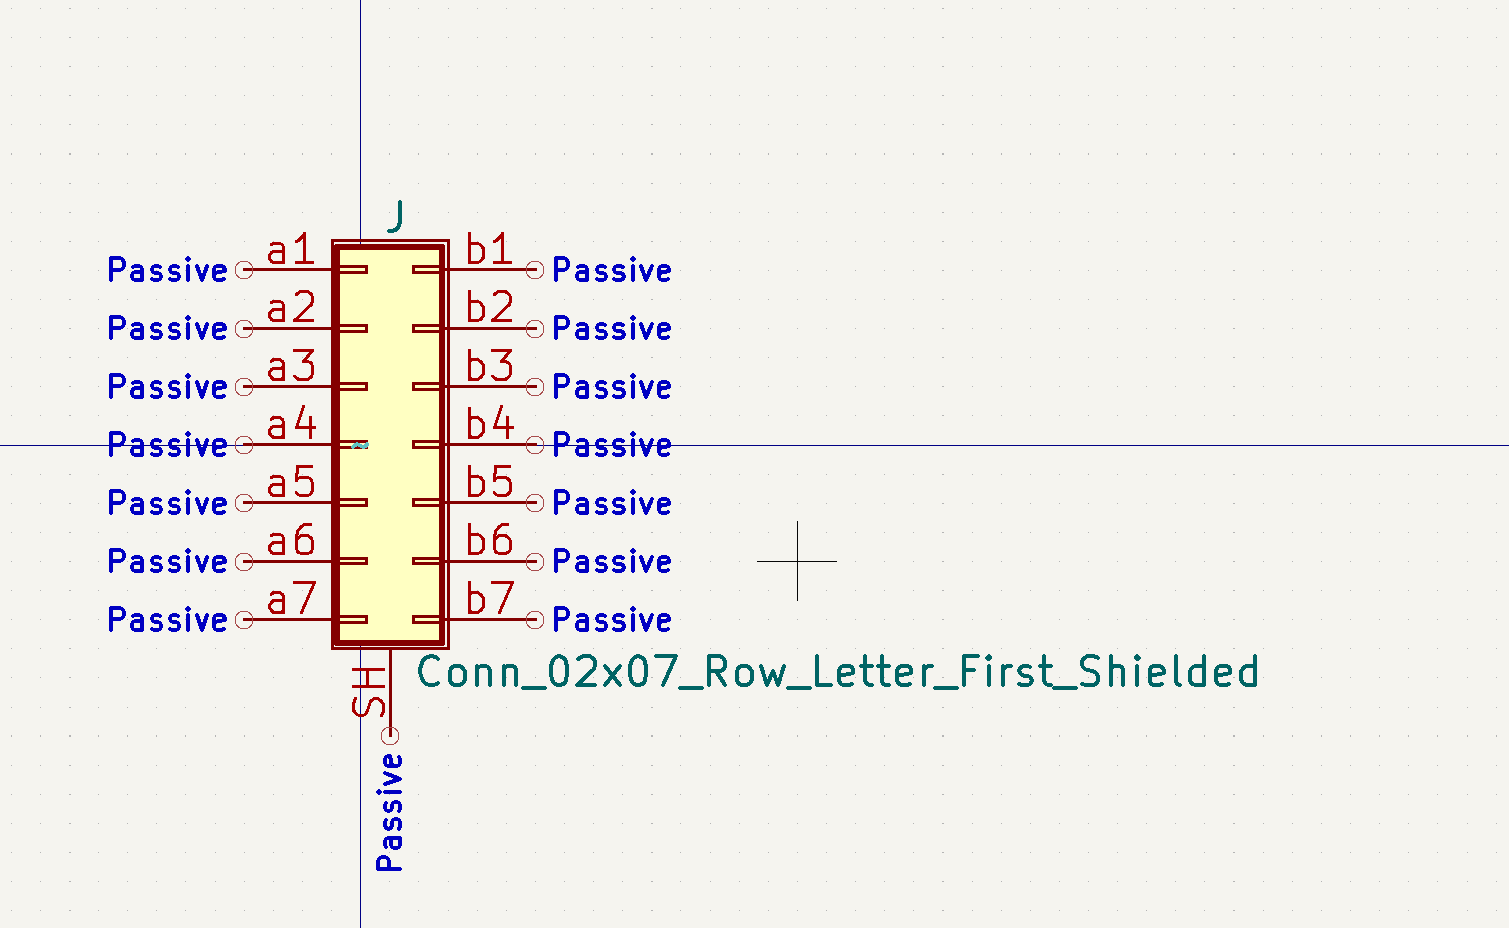 J
Passive a1 b1 Passive
Passive a2 b2 Passive
Passive a3 b3 Passive
Passive a4 b4 Passive
Passive a5 b5 Passive
Passive a6 b6 Passive
Passive a7 b7 Passive
Conn_02x07_Row_Letter_First_Shielded
SH
Passive